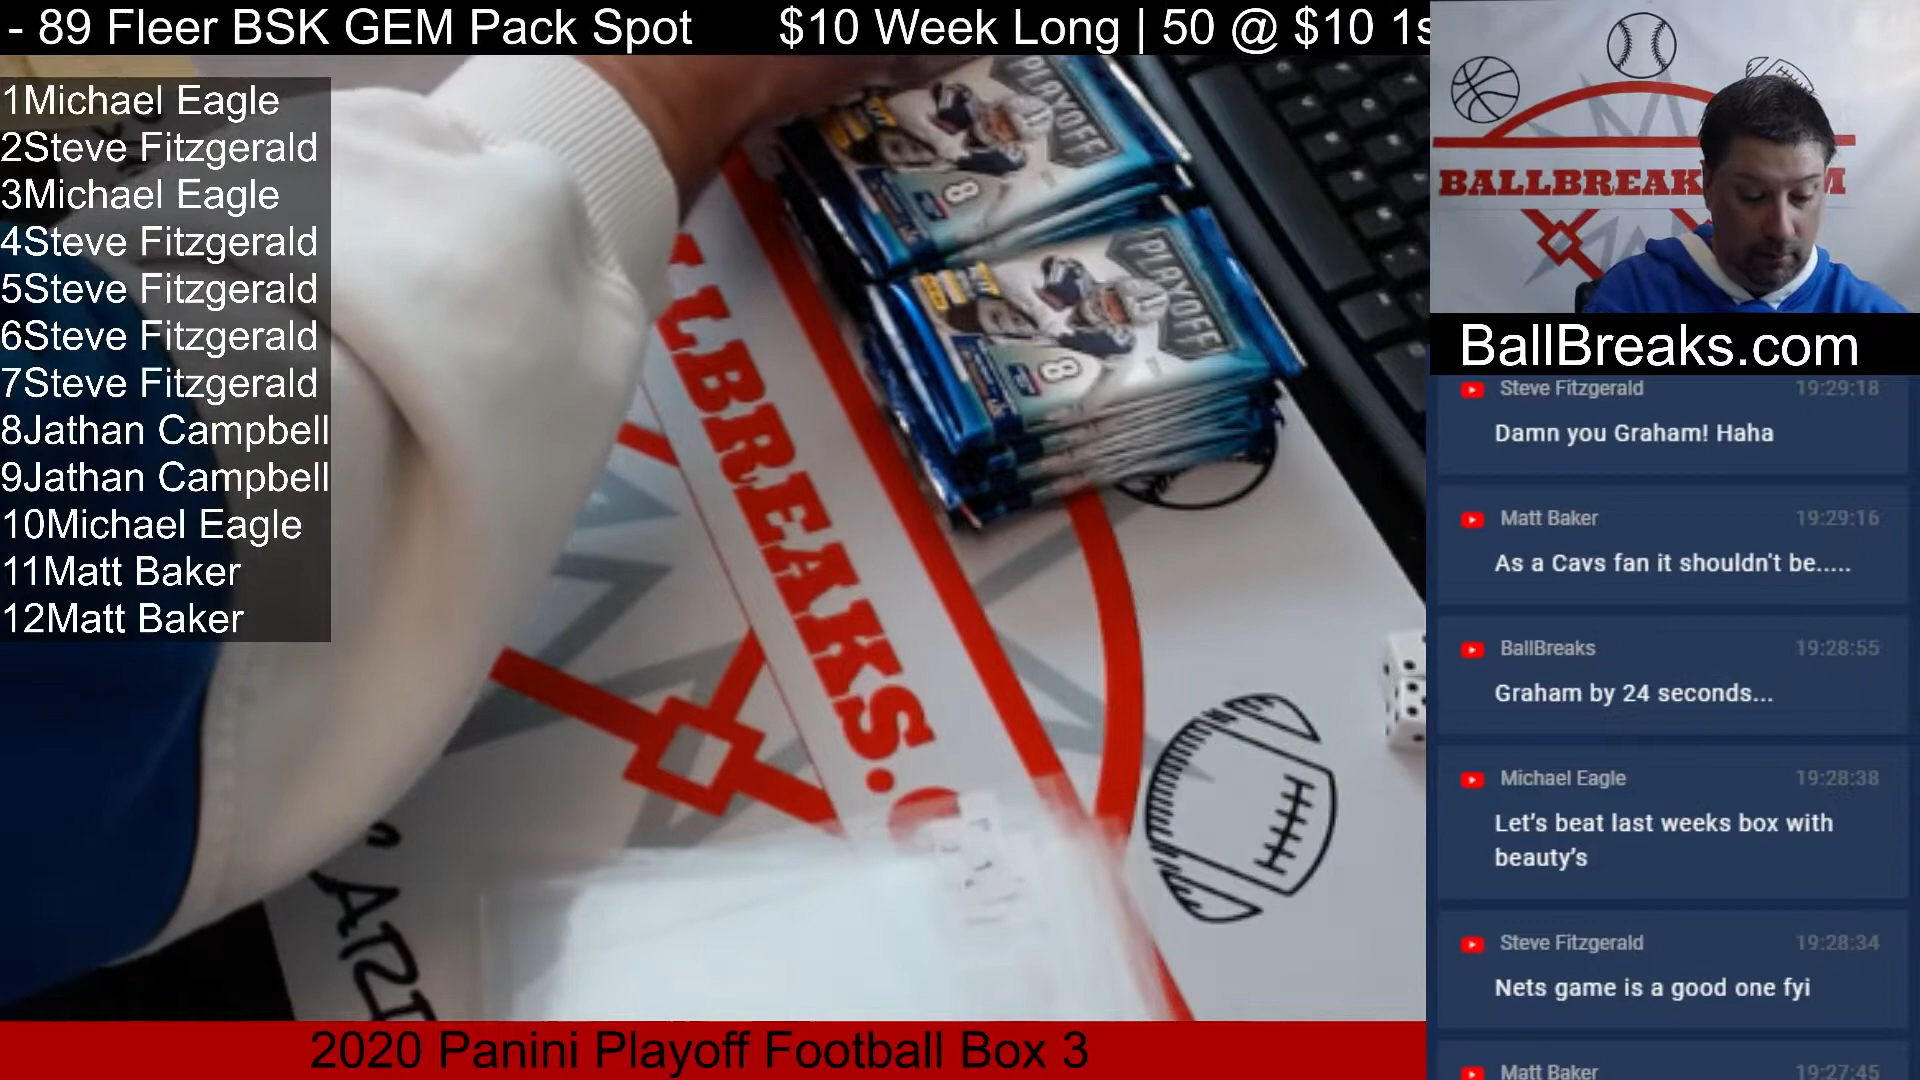 - 89 Fleer BSK GEM Pack Spot $10 Week Long | 50 @ $10 1s
1Michael Eagle
2Steve Fitzgerald
3Michael Eagle
4Steve Fitzgerald
5Steve Fitzgerald
6Steve Fitzgerald
7Steve Fitzgerald
8Jathan Campbell
9Jathan Campbell
10Michael Eagle
11Matt Baker
12Matt Baker
PLAYOFF
8
PLAYOFF
8
LLBREAKS.C
BALLBREAK M
BallBreaks.com
Steve Fitzgerald 19:29:18
Damn you Graham! Haha
Matt Baker 19:29:16
As a Cavs fan it shouldn't be.....
BallBreaks 19:28:55
Graham by 24 seconds...
Michael Eagle 19:28:38
Let's beat last weeks box with
beauty's
Steve Fitzgerald 19:28:34
Nets game is a good one fyi
Matt Baker 19:27:45
2020 Panini Playoff Football Box 3